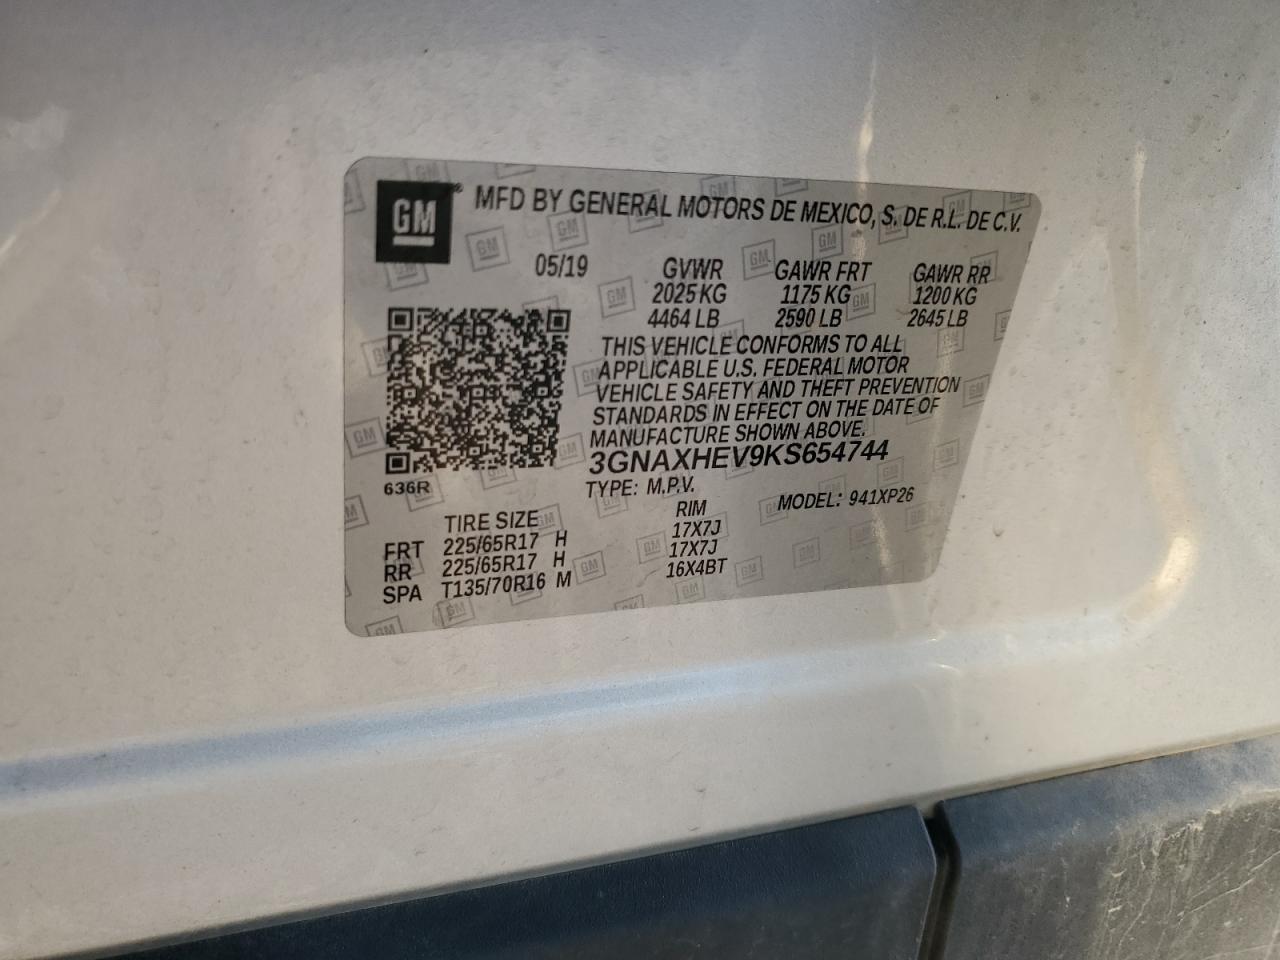 GM® MFD BY GENERAL MOTORS DE MEXICO, S. DE R.L. DE C.V.
05/19 GVWR GAWR FRT GAWR RR
2025 KG 1175 KG 1200 KG
4464 LB 2590 LB 2645 LB
THIS VEHICLE CONFORMS TO ALL
APPLICABLE U.S. FEDERAL MOTOR
VEHICLE SAFETY AND THEFT PREVENTION
STANDARDS IN EFFECT ON THE DATE OF
MANUFACTURE SHOWN ABOVE.
3GNAXHEV9KS654744
636R
TYPE: M.P.V. MODEL: 941XP26
TIRE SIZE RIM
FRT 225/65R17 H 17X7J
RR 225/65R17 H 17X7J
SPA T135/70R16 M 16X4BT